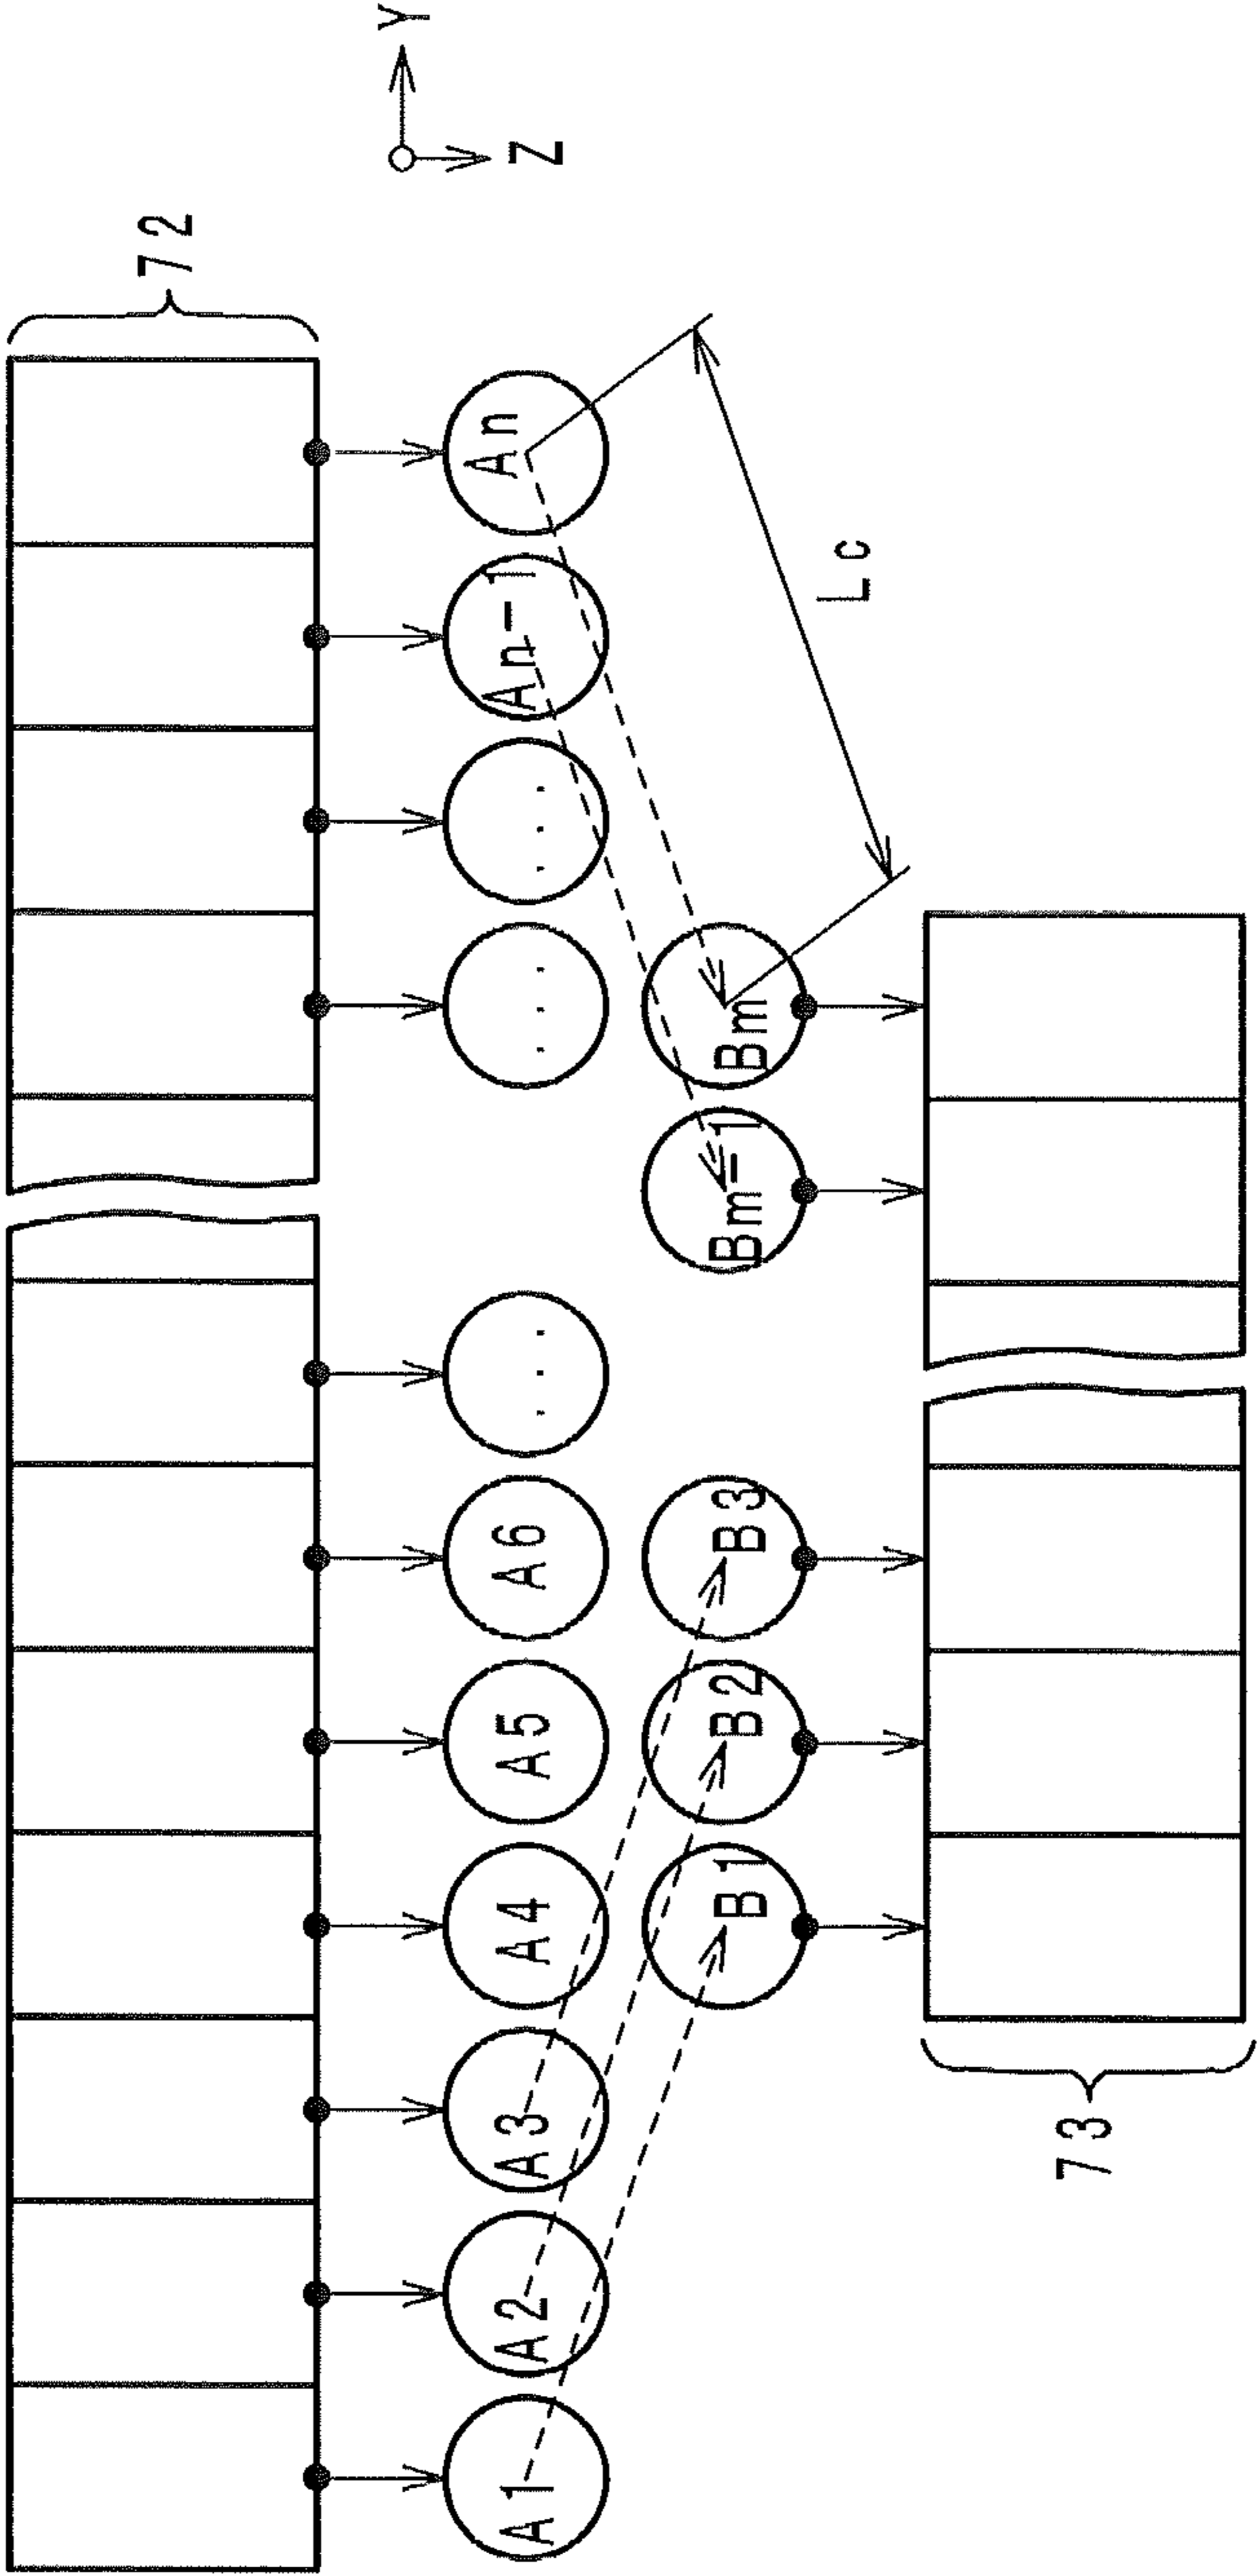 72
Y
Z
A1
A2
A3
A4
A5
A6
...
...
...
An-1
An
B1
B2
B3
Bm-1
Bm
Lc
73